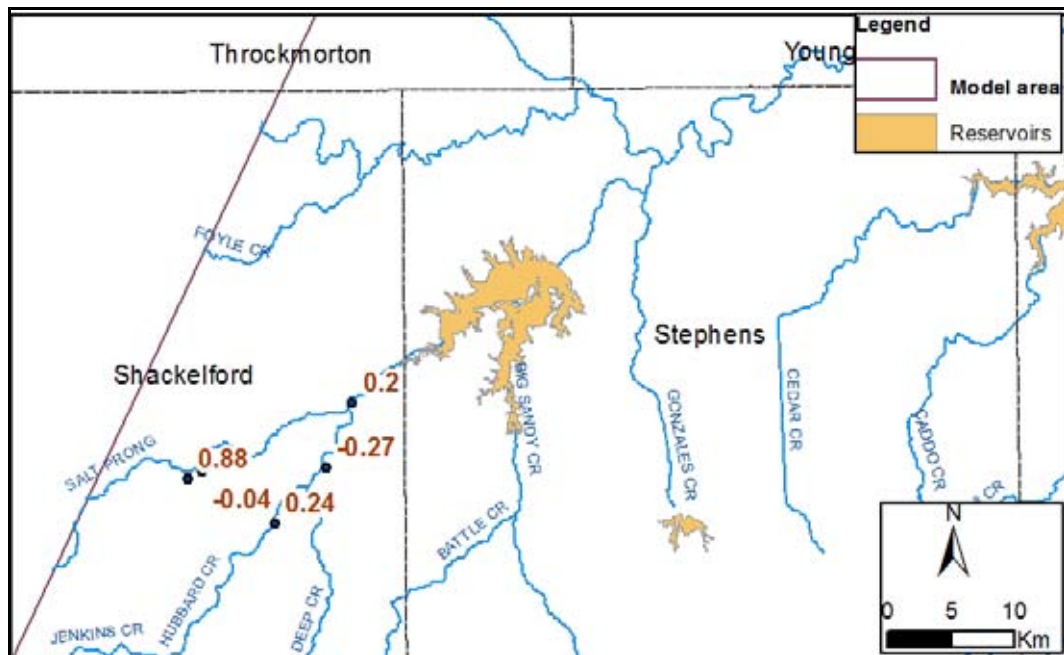 Throckmorton
Young
Legend
Model area
Reservoirs
FOYLE CR
Stephens
Shackelford
0.2
BIG SANDY CR
GONZALES CR
CEDAR CR
CADDO CR
SALT PRONG
0.88
-0.27
-0.04
0.24
CR
BATTLE CR
N
HUBBARD CR
DEEP CR
JENKINS CR
0 5 10
Km